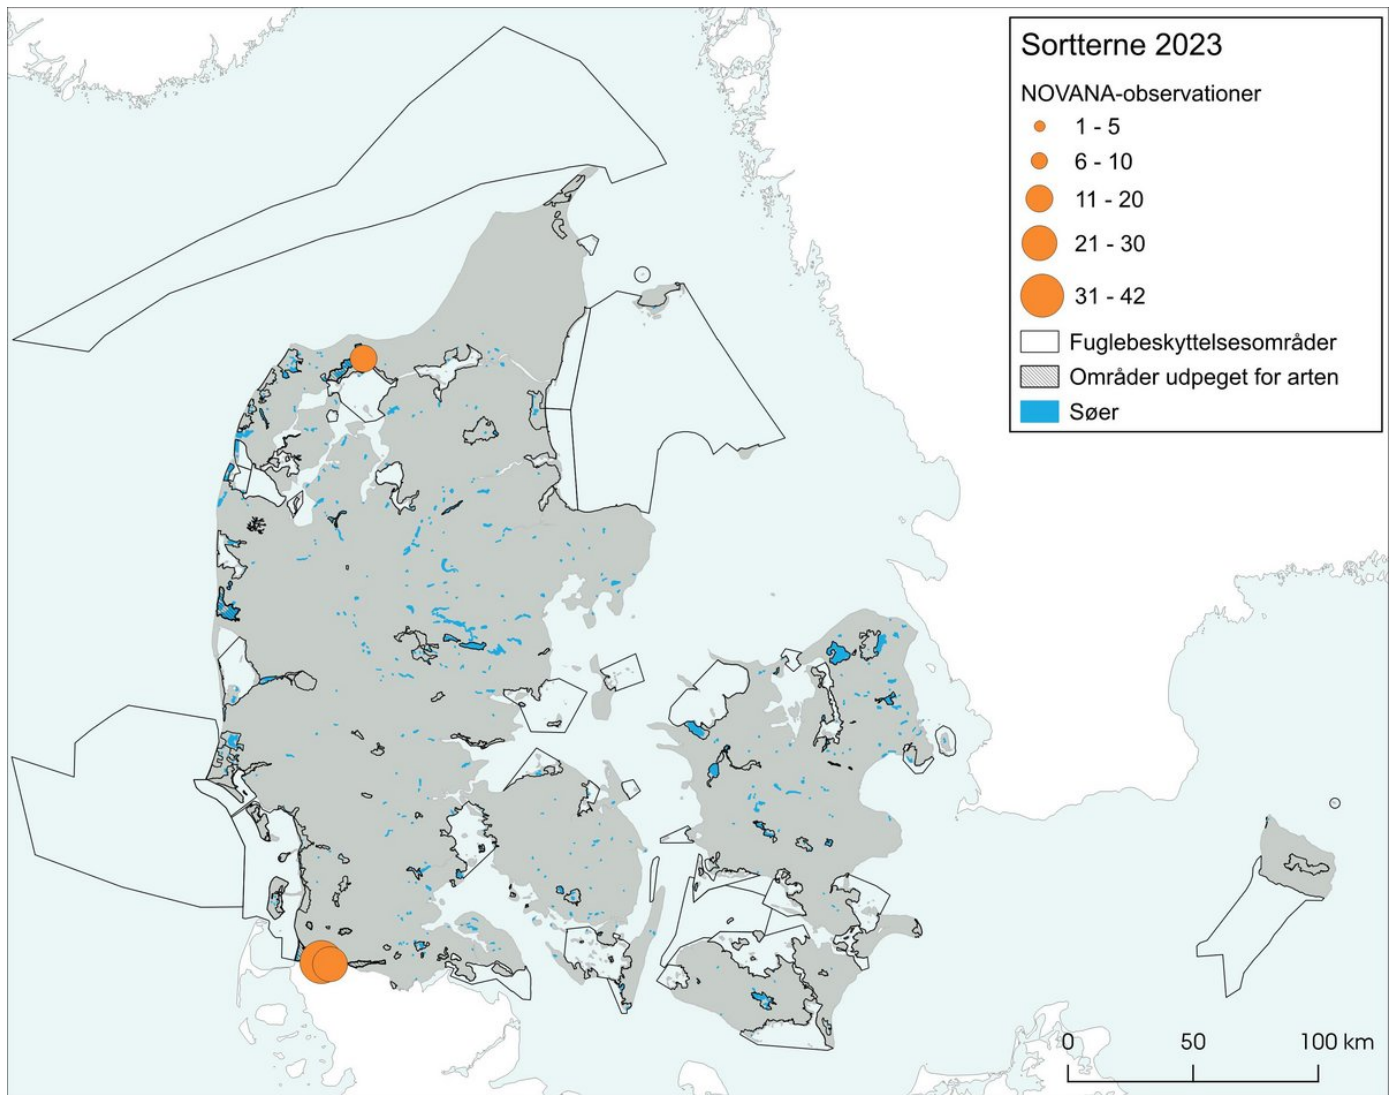 Sortterne 2023
NOVANA-observationer
1 - 5
6 - 10
11 - 20
21 - 30
31 - 42
Fuglebeskyttelsesområder
Områder udpeget for arten
Søer
0 50 100 km